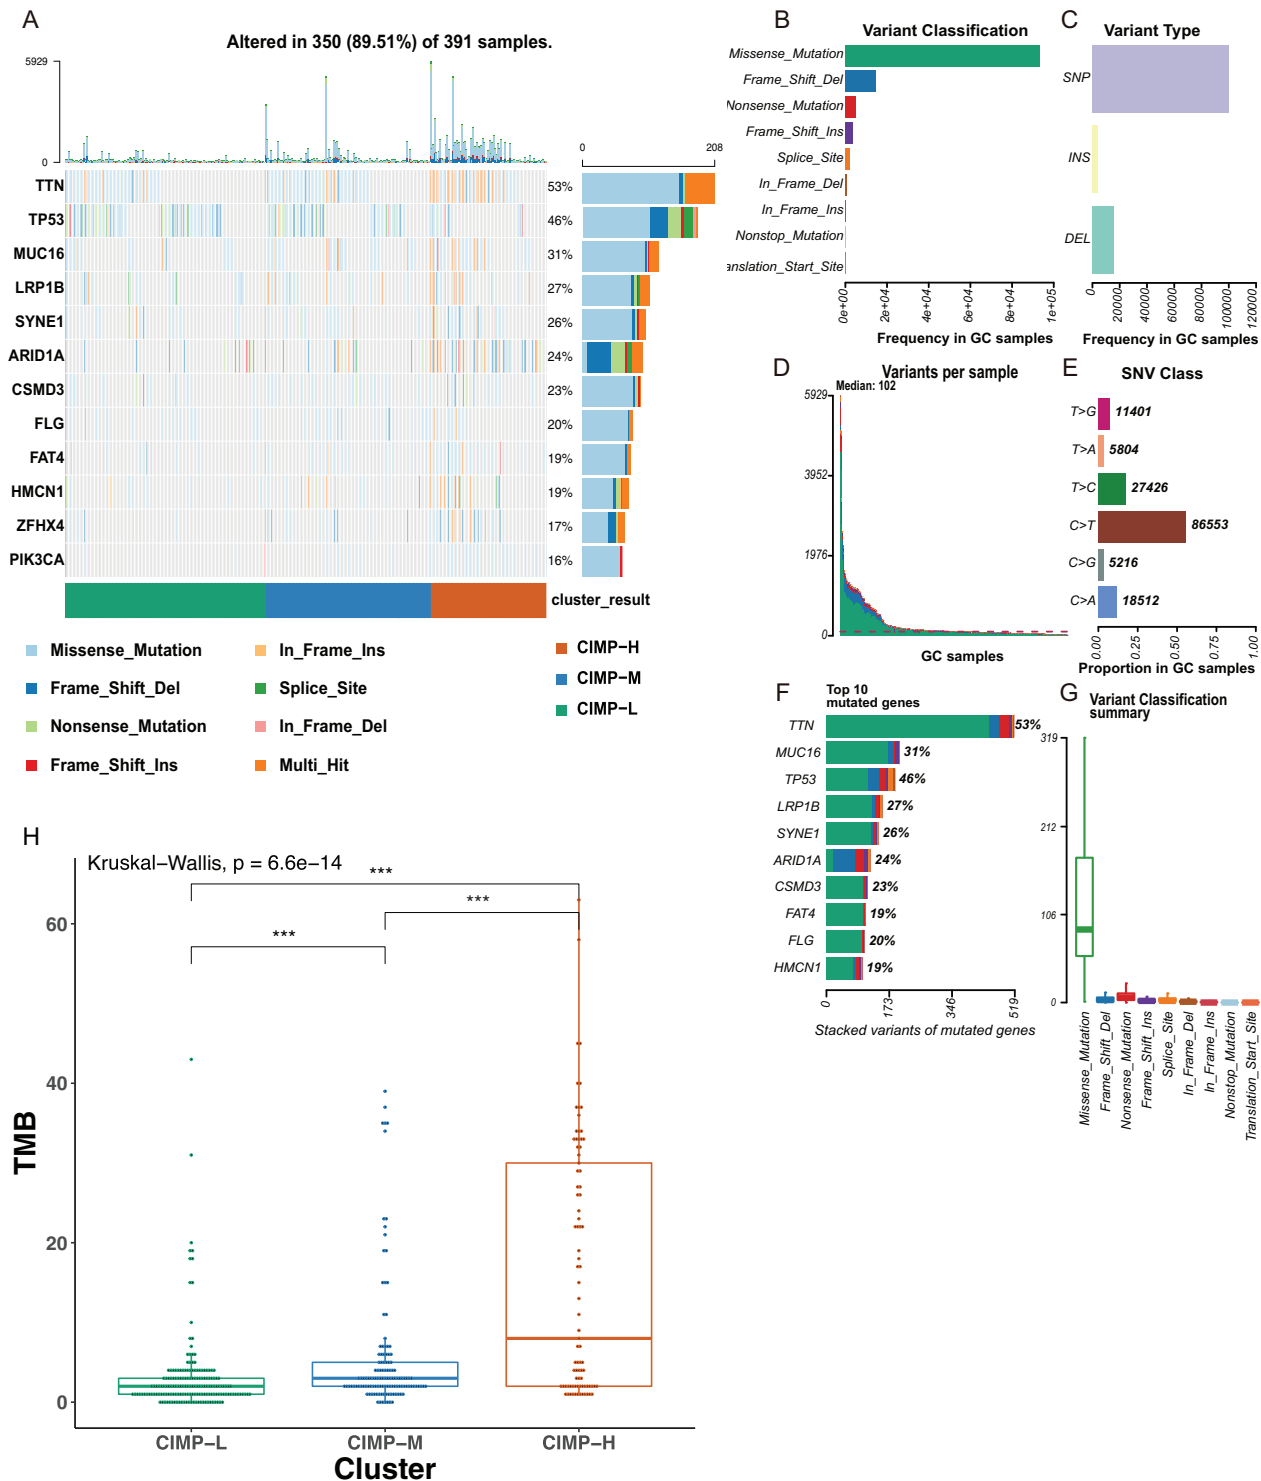 A
Altered in 350 (89.51%) of 391 samples.
5929
0
0 208
TTN 53%
TP53 46%
MUC16 31%
LRP1B 27%
SYNE1 26%
ARID1A 24%
CSMD3 23%
FLG 20%
FAT4 19%
HMCN1 19%
ZFHX4 17%
PIK3CA 16%
cluster_result
Missense_Mutation
Frame_Shift_Del
Nonsense_Mutation
Frame_Shift_Ins
In_Frame_Ins
Splice_Site
In_Frame_Del
Multi_Hit
CIMP−H
CIMP−M
CIMP−L
B
Variant Classification
Missense_Mutation
Frame_Shift_Del
Nonsense_Mutation
Frame_Shift_Ins
Splice_Site
In_Frame_Del
In_Frame_Ins
Nonstop_Mutation
anslation_Start_Site
0e+00 2e+04 4e+04 6e+04 8e+04 1e+05
Frequency in GC samples
C
Variant Type
SNP
INS
DEL
0 20000 40000 60000 80000 100000 120000
Frequency in GC samples
D
Variants per sample
Median: 102
5929
3952
1976
0
GC samples
E
SNV Class
T>G 11401
T>A 5804
T>C 27426
C>T 86553
C>G 5216
C>A 18512
0.00 0.25 0.50 0.75 1.00
Proportion in GC samples
F
Top 10
mutated genes
TTN 53%
MUC16 31%
TP53 46%
LRP1B 27%
SYNE1 26%
ARID1A 24%
CSMD3 23%
FAT4 19%
FLG 20%
HMCN1 19%
0 173 346 519
Stacked variants of mutated genes
G
Variant Classification
summary
319
212
106
0
Missense_Mutation
Frame_Shift_Del
Nonsense_Mutation
Frame_Shift_Ins
Splice_Site
In_Frame_Del
In_Frame_Ins
Nonstop_Mutation
Translation_Start_Site
H
Kruskal−Wallis, p = 6.6e−14
***
***
***
TMB
60
40
20
0
CIMP−L CIMP−M CIMP−H
Cluster